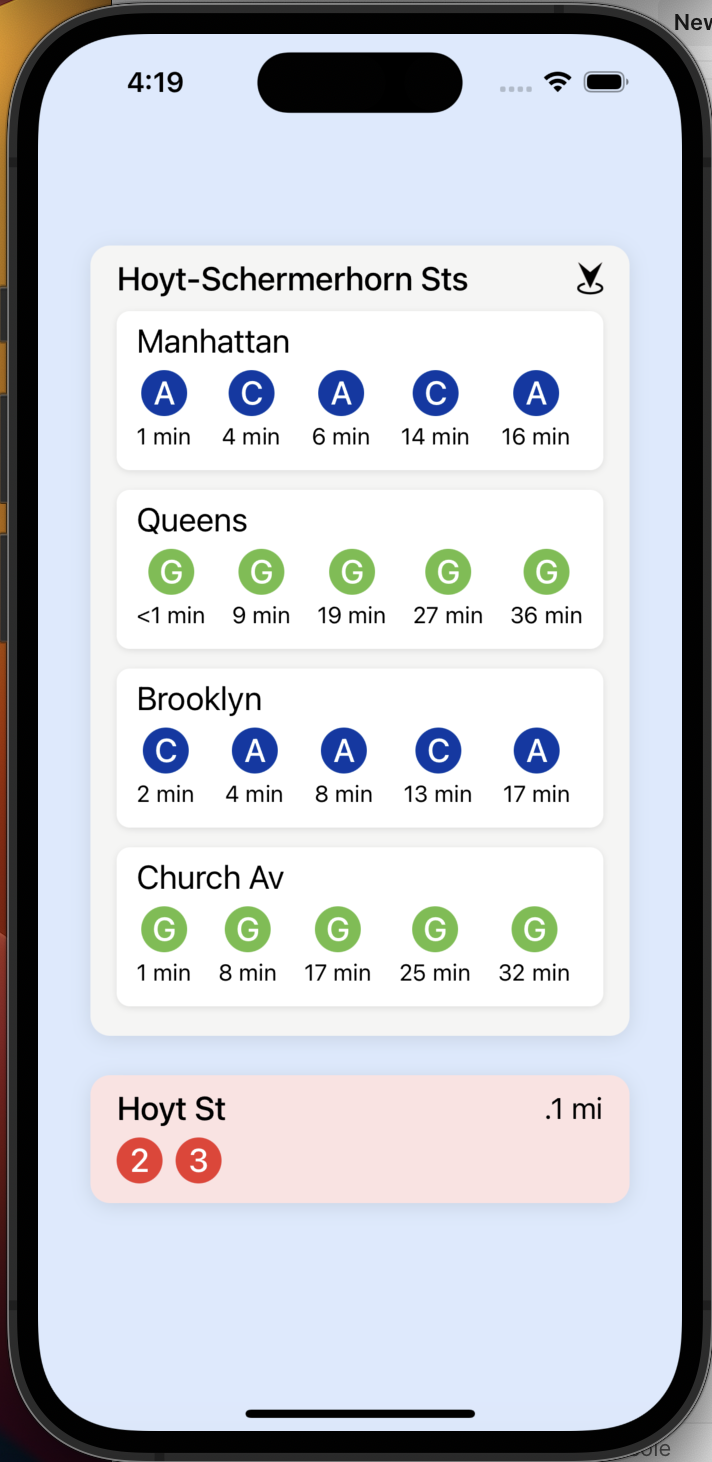 New
4:19
Hoyt-Schermerhorn Sts
Manhattan
A C A C A
1 min 4 min 6 min 14 min 16 min
Queens
G G G G G
<1 min 9 min 19 min 27 min 36 min
Brooklyn
C A A C A
2 min 4 min 8 min 13 min 17 min
Church Av
G G G G G
1 min 8 min 17 min 25 min 32 min
Hoyt St .1 mi
2 3